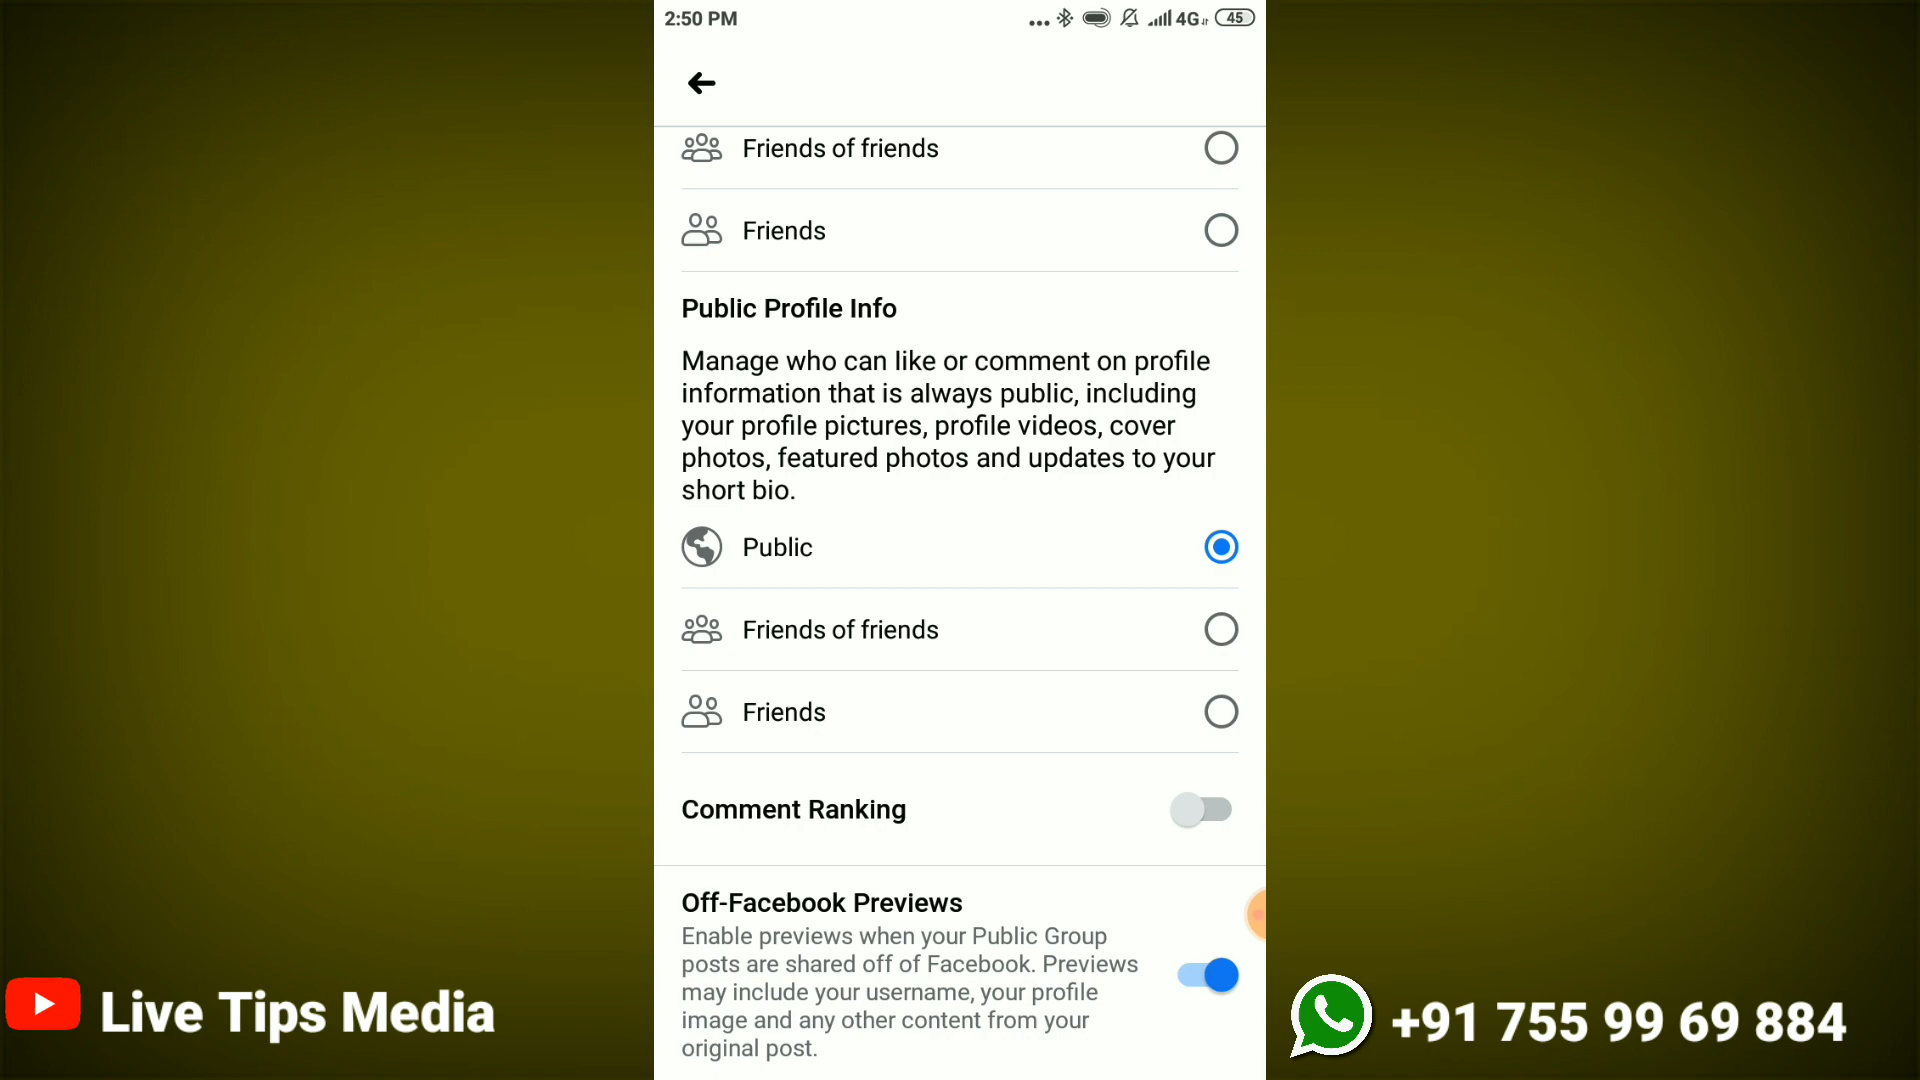 2:50 PM
4G
45
Friends of friends
Friends
Public Profile Info
Manage who can like or comment on profile
information that is always public, including
your profile pictures, profile videos, cover
photos, featured photos and updates to your
short bio.
Public
Friends of friends
Friends
Comment Ranking
Off-Facebook Previews
Enable previews when your Public Group
posts are shared off of Facebook. Previews
may include your username, your profile
image and any other content from your
original post.
Live Tips Media
+91 755 99 69 884